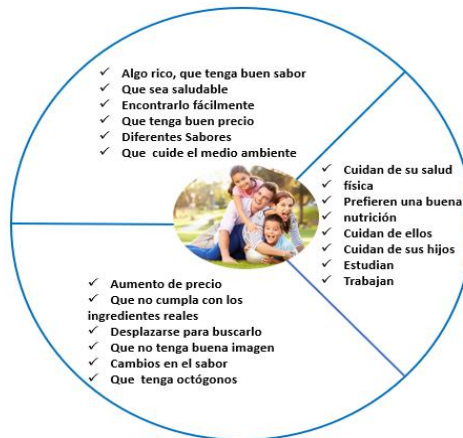 Algo rico, que tenga buen sabor
Que sea saludable
Encontrarlo fácilmente
Que tenga buen precio
Diferentes Sabores
Que cuide el medio ambiente
Cuidan de su salud
física
Prefieren una buena
nutrición
Cuidan de ellos
Cuidan de sus hijos
Estudian
Trabajan
Aumento de precio
Que no cumpla con los
ingredientes reales
Desplazarse para buscarlo
Que no tenga buena imagen
Cambios en el sabor
Que tenga octógonos